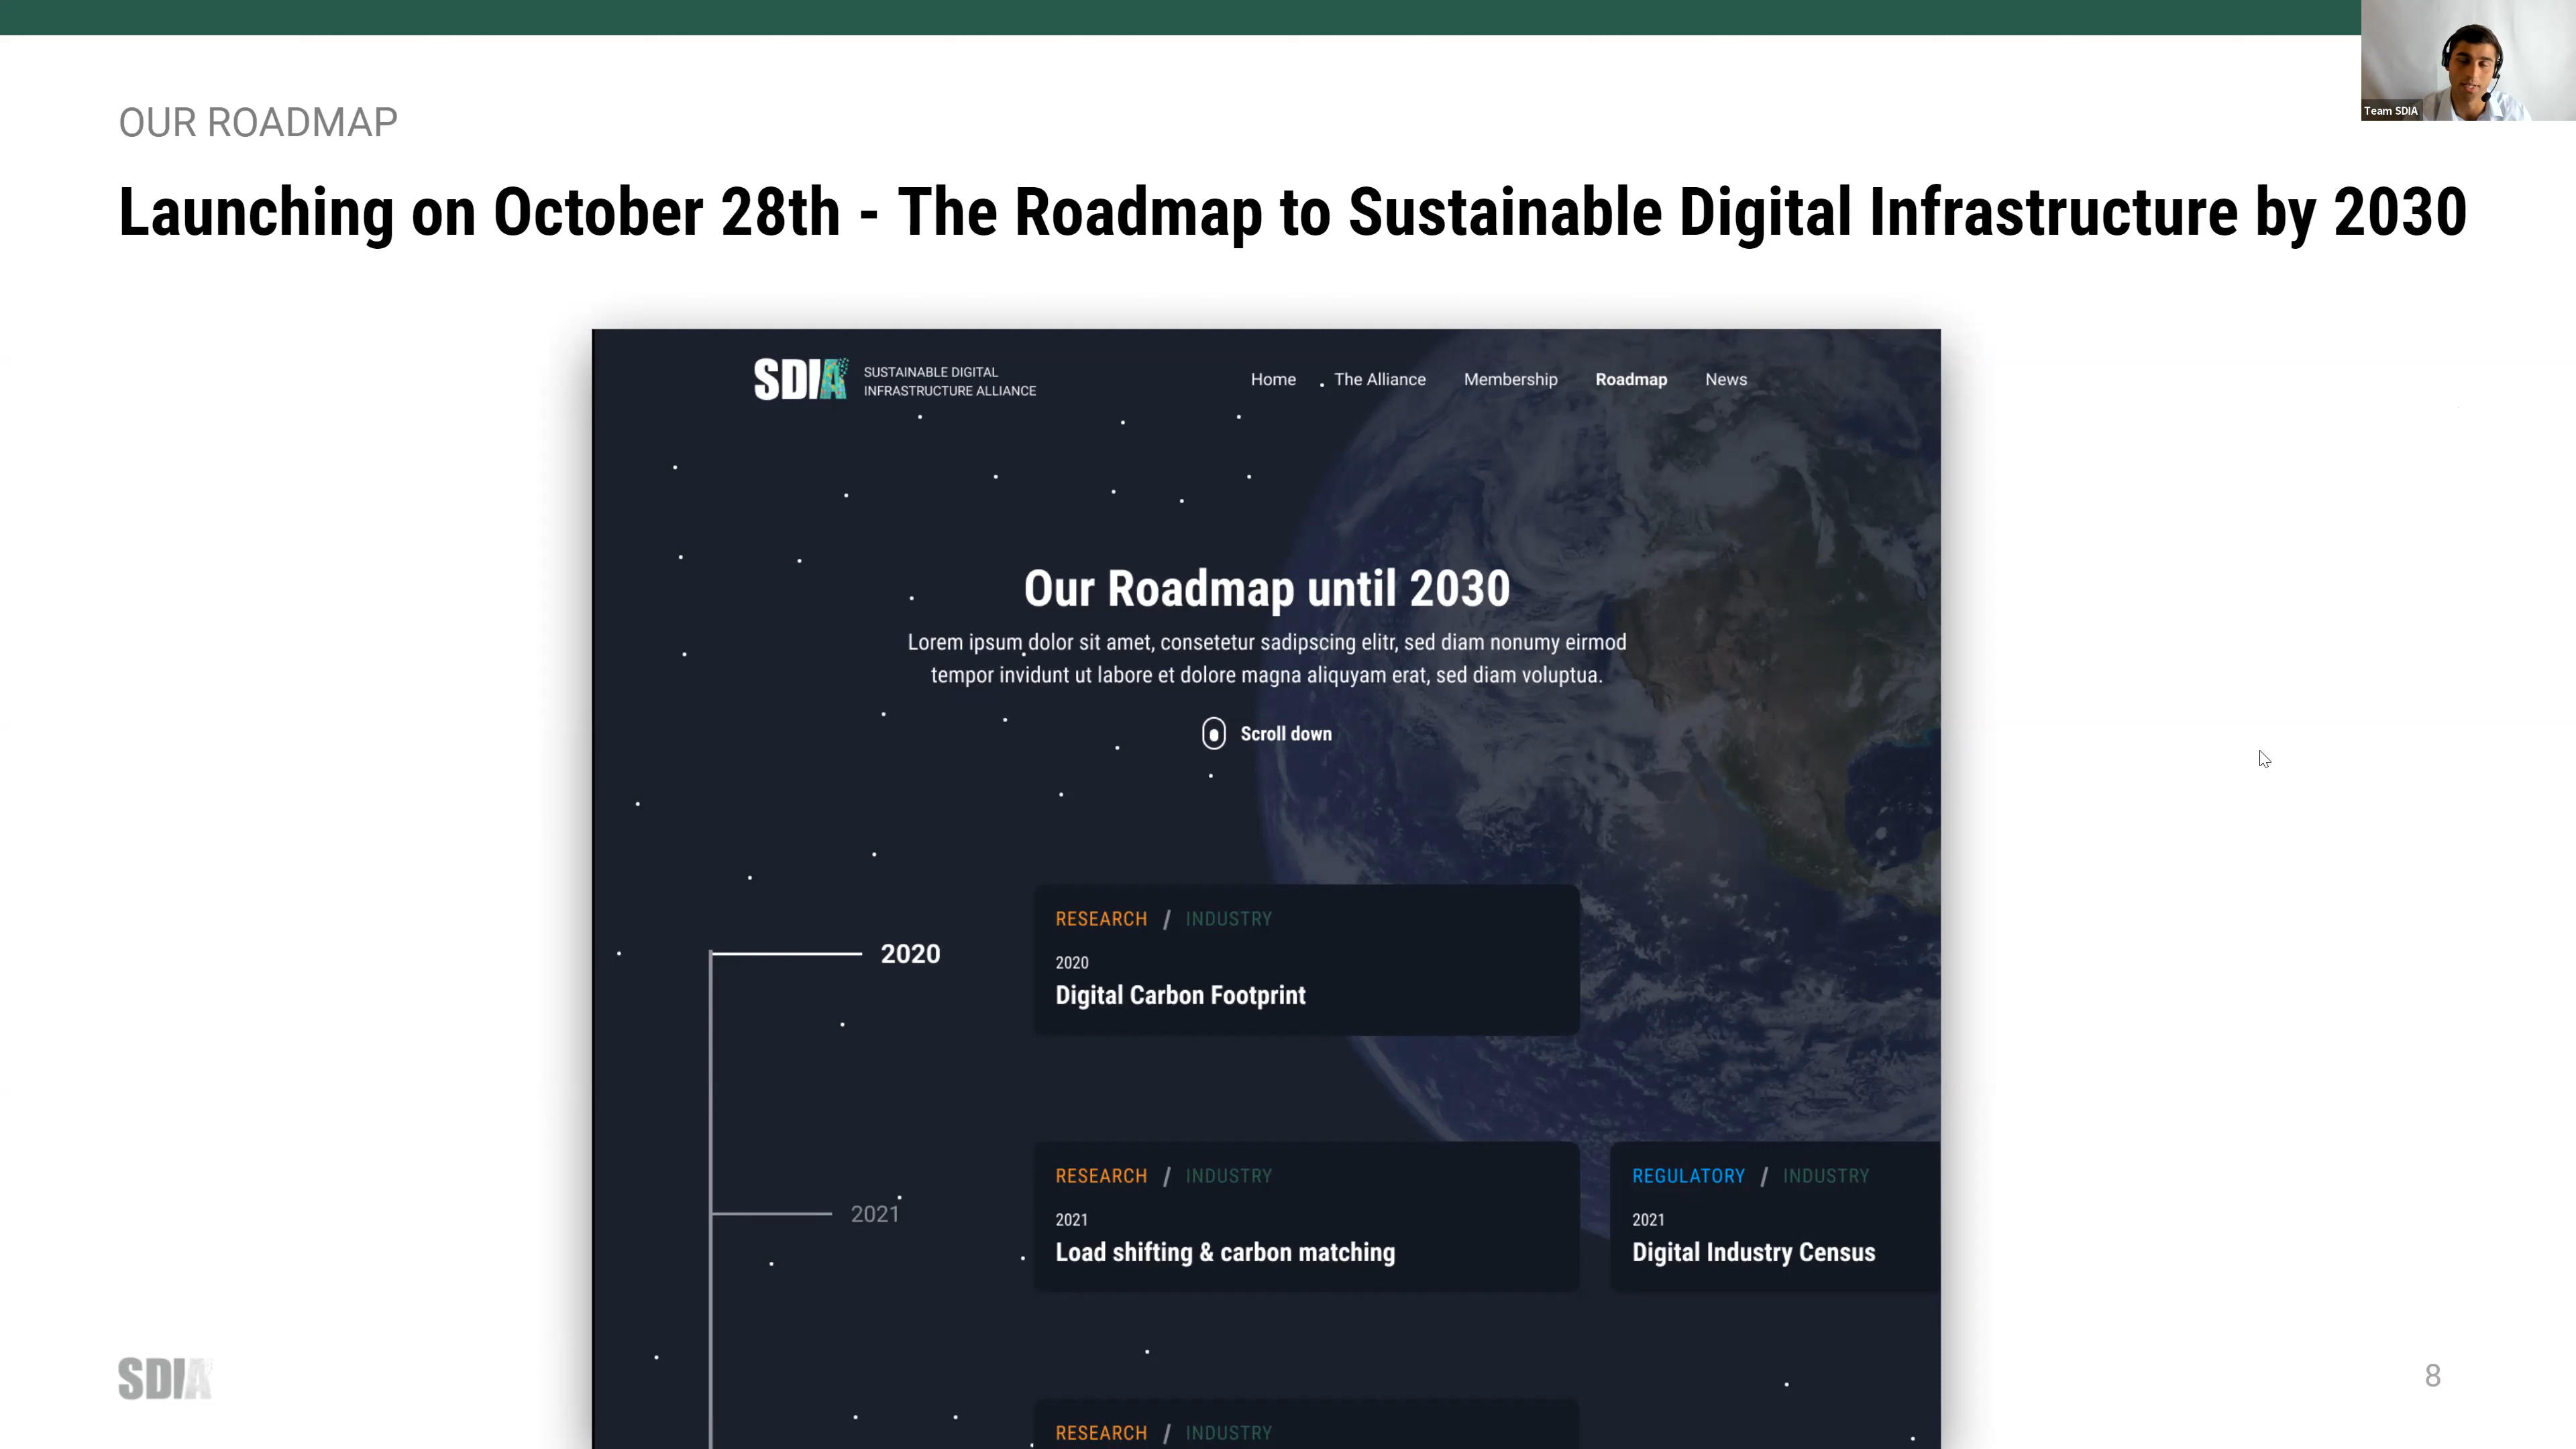 Team SDIA
OUR ROADMAP
Launching on October 28th - The Roadmap to Sustainable Digital Infrastructure by 2030
SDIA
SUSTAINABLE DIGITAL
INFRASTRUCTURE ALLIANCE
Home
The Alliance
Membership
Roadmap
News
Our Roadmap until 2030
Lorem ipsum dolor sit amet, consetetur sadipscing elitr, sed diam nonumy eirmod
tempor invidunt ut labore et dolore magna aliquyam erat, sed diam voluptua.
Scroll down
2020
RESEARCH / INDUSTRY
2020
Digital Carbon Footprint
2021
RESEARCH / INDUSTRY
2021
Load shifting & carbon matching
REGULATORY / INDUSTRY
2021
Digital Industry Census
RESEARCH / INDUSTRY
SDIA
8